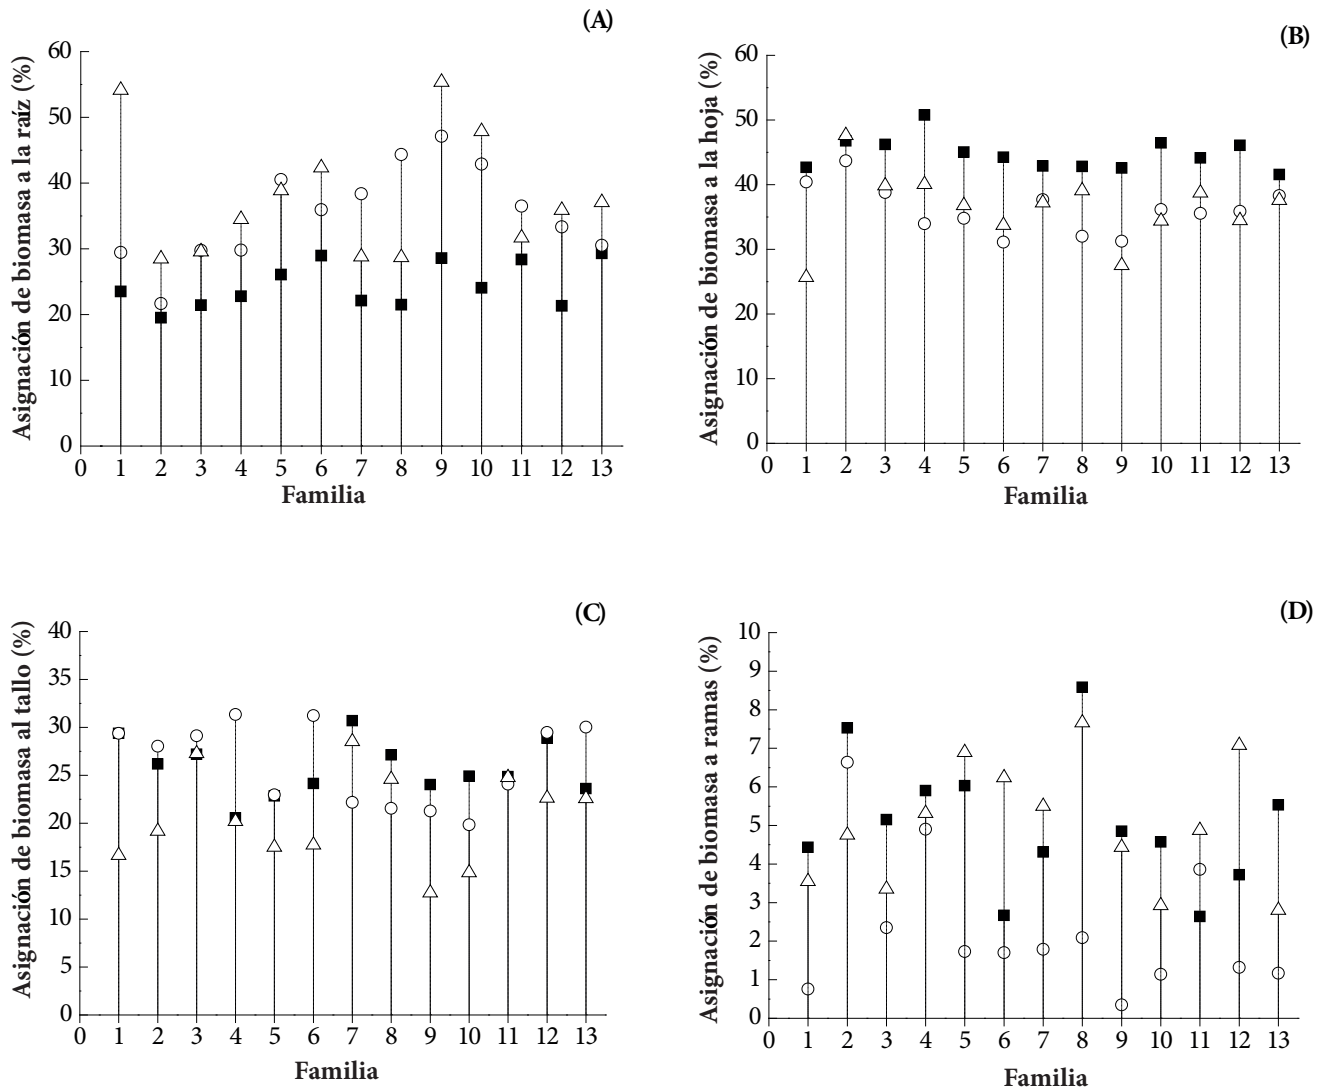 (A)
Asignación de biomasa a la raíz (%)
60
50
40
30
20
10
0
0 1 2 3 4 5 6 7 8 9 10 11 12 13
Familia
(B)
Asignación de biomasa a la hoja (%)
60
50
40
30
20
10
0
0 1 2 3 4 5 6 7 8 9 10 11 12 13
Familia
(C)
Asignación de biomasa al tallo (%)
40
35
30
25
20
15
10
5
0
1 2 3 4 5 6 7 8 9 10 11 12 13
Familia
(D)
Asignación de biomasa a ramas (%)
10
9
8
7
6
5
4
3
2
1
0
0 1 2 3 4 5 6 7 8 9 10 11 12 13
Familia